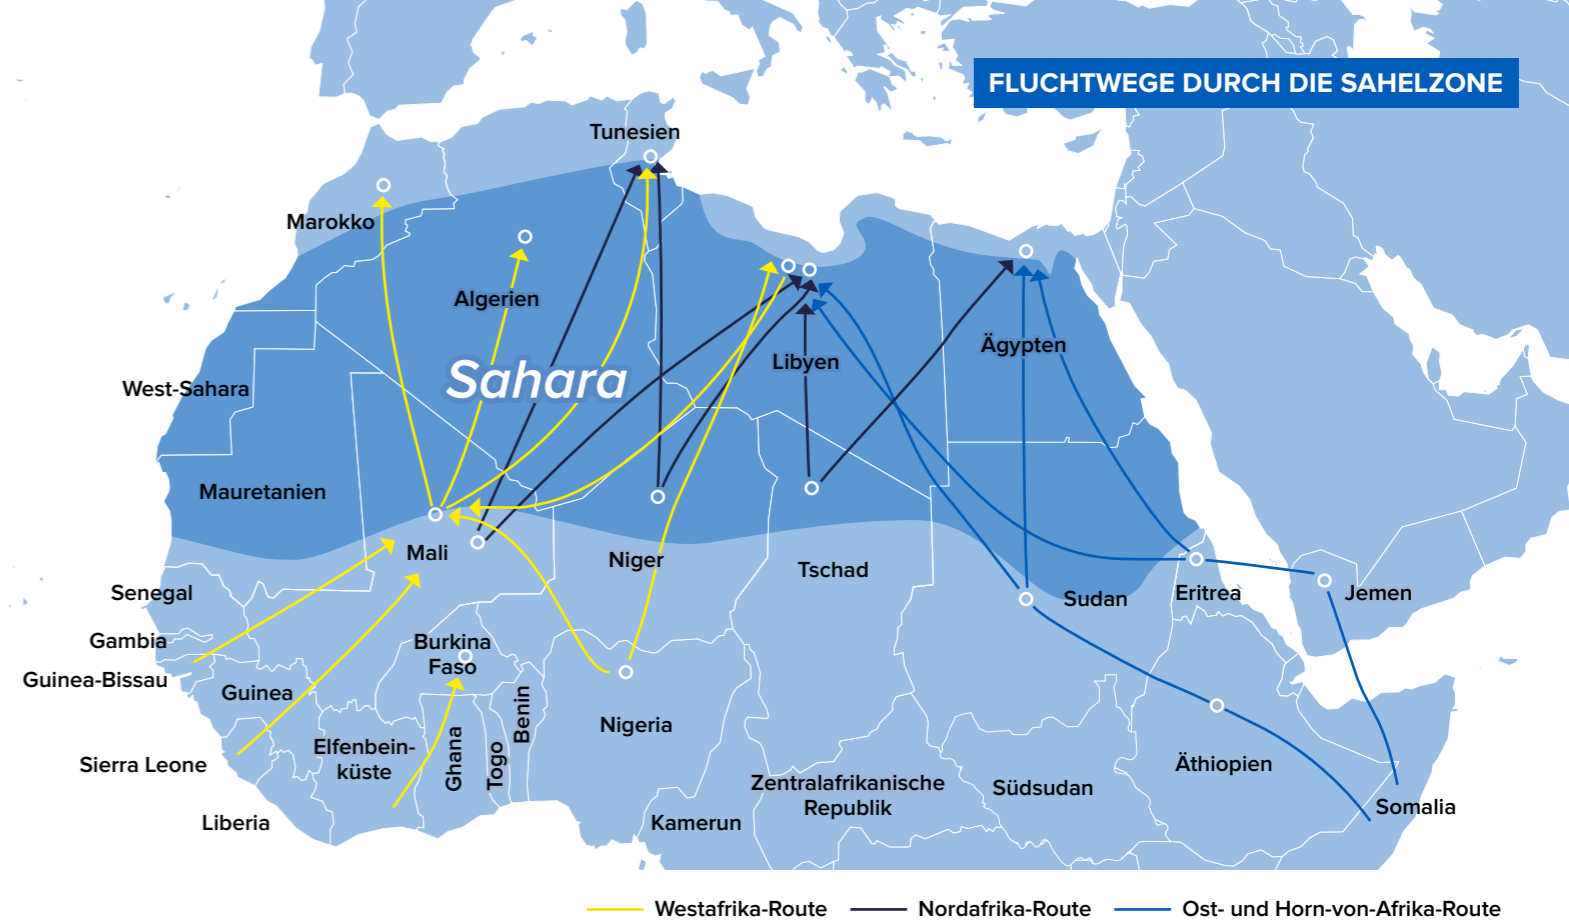 FLUCHTWEGE DURCH DIE SAHELZONE
Tunesien
Marokko
Algerien
Sahara
Libyen
Ägypten
West-Sahara
Mauretanien
Mali
Niger
Tschad
Sudan
Eritrea
Jemen
Senegal
Gambia
Guinea-Bissau
Guinea
Burkina
Faso
Benin
Nigeria
Ghana
Togo
Elfenbein-
küste
Sierra Leone
Liberia
Kamerun
Zentralafrikanische
Republik
Südsudan
Äthiopien
Somalia
Westafrika-Route
Nordafrika-Route
Ost- und Horn-von-Afrika-Route